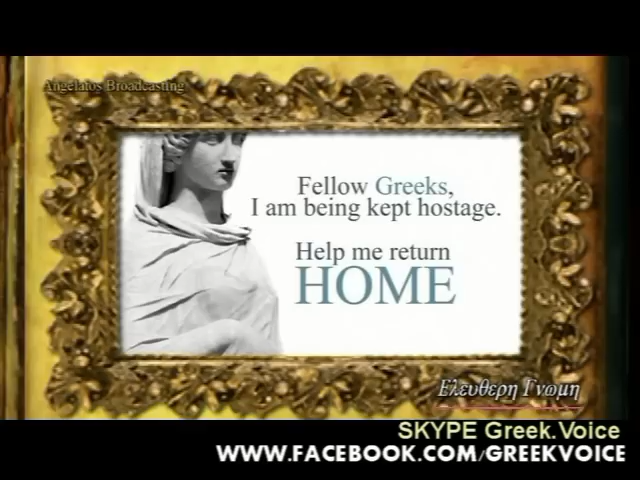 Angelatos Broadcasting
Fellow Greeks,
I am being kept hostage.
Help me return
HOME
Ελευθερη Γνωμη
SKYPE Greek.Voice
WWW.FACEBOOK.COM/GREEKVOICE